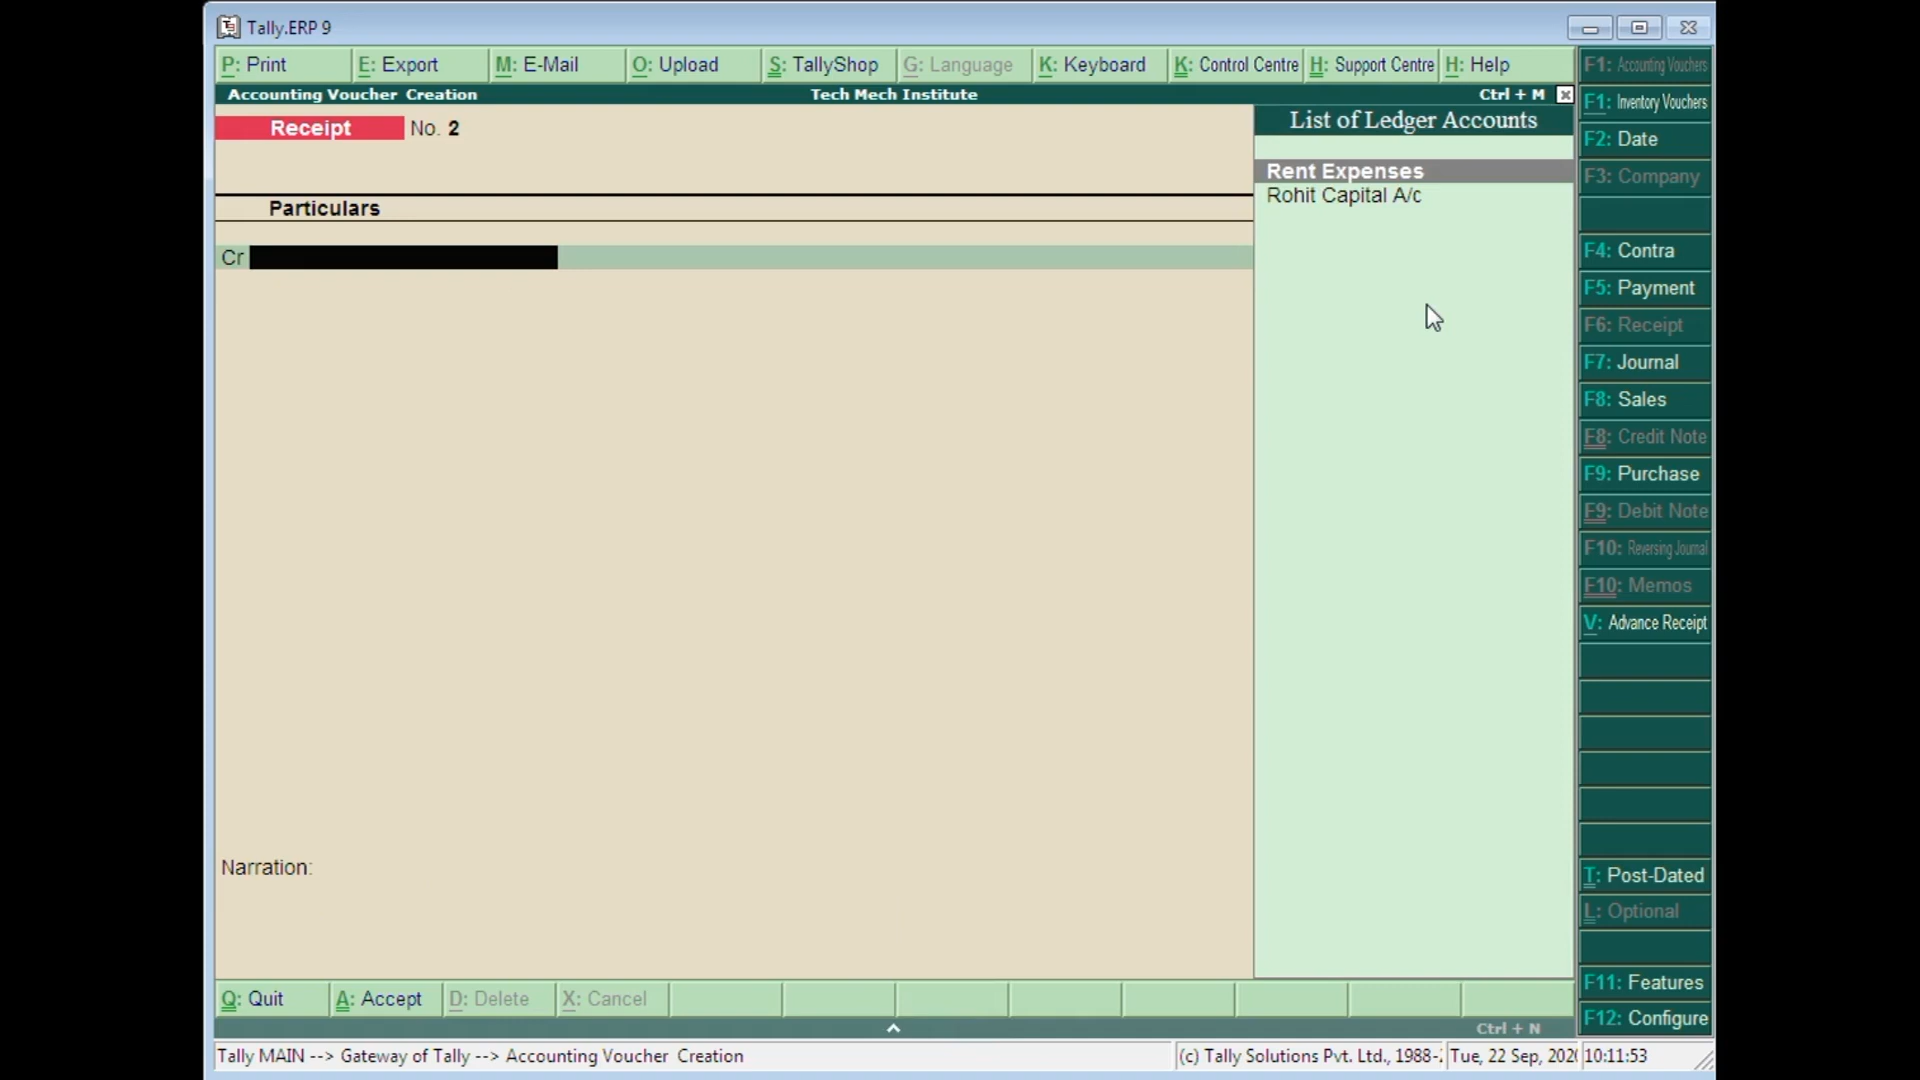 Tally.ERP 9
P: Print E: Export M: E-Mail O: Upload S: TallyShop G: Language K: Keyboard K: Control Centre H: Support Centre H: Help
Accounting Voucher Creation Tech Mech Institute Ctrl + M
Receipt No. 2
Particulars
Cr
Narration:
List of Ledger Accounts
Rent Expenses
Rohit Capital A/c
F1: Accounting Vouchers
F1: Inventory Vouchers
F2: Date
F3: Company
F4: Contra
F5: Payment
F6: Receipt
F7: Journal
F8: Sales
F8: Credit Note
F9: Purchase
F9: Debit Note
F10: Reversing Journal
F10: Memos
V: Advance Receipt
T: Post-Dated
L: Optional
F11: Features
F12: Configure
Q: Quit A: Accept D: Delete X: Cancel
Ctrl + N
Tally MAIN --> Gateway of Tally --> Accounting Voucher Creation (c) Tally Solutions Pvt. Ltd., 1988- Tue, 22 Sep, 202 10:11:53